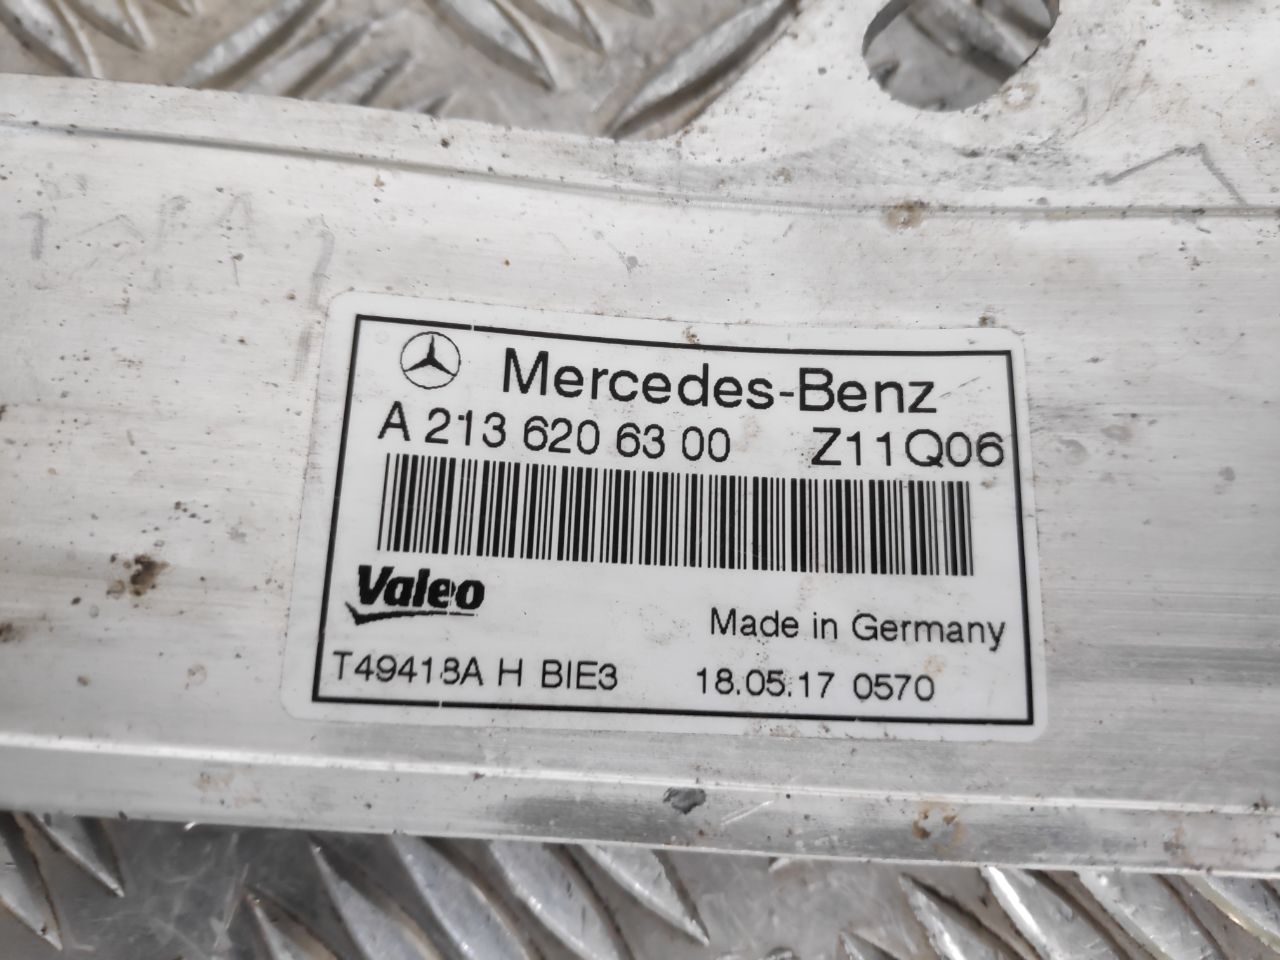 Mercedes-Benz
A 213 620 63 00 Z11Q06
Valeo
Made in Germany
T49418A H BIE3 18.05.17 0570